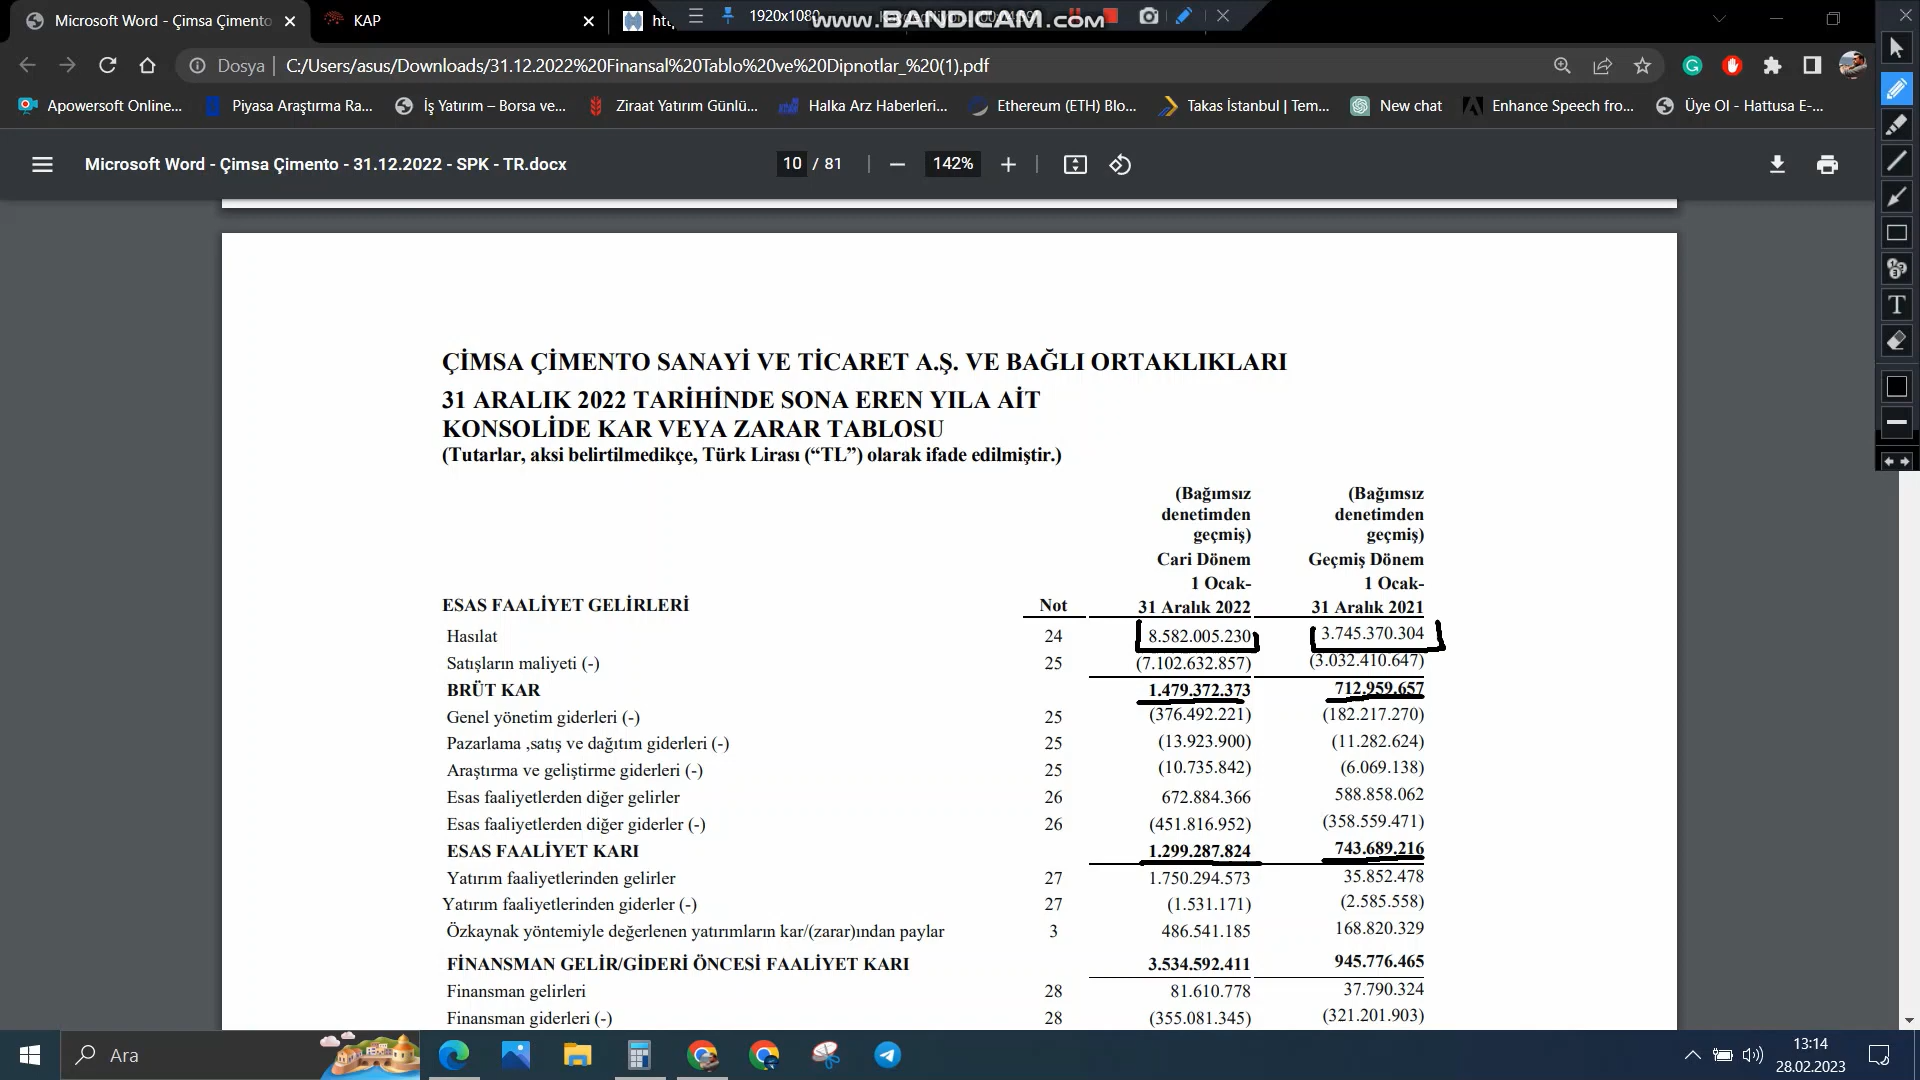 Microsoft Word - Çimsa Çimento
KAP
1920x1080
www.BANDICAM.com
Dosya
C:/Users/asus/Downloads/31.12.2022%20Finansal%20Tablo%20ve%20Dipnotlar_%20(1).pdf
Apowersoft Online...
Piyasa Araştırma Ra...
İş Yatırım – Borsa ve...
Ziraat Yatırım Günlü...
Halka Arz Haberleri...
Ethereum (ETH) Blo...
Takas İstanbul | Tem...
New chat
Enhance Speech fro...
Üye Ol - Hattusa E-...
Microsoft Word - Çimsa Çimento - 31.12.2022 - SPK - TR.docx
10 / 81
142%
T
ÇİMSA ÇİMENTO SANAYİ VE TİCARET A.Ş. VE BAĞLI ORTAKLIKLARI
31 ARALIK 2022 TARİHİNDE SONA EREN YILA AİT
KONSOLİDE KAR VEYA ZARAR TABLOSU
(Tutarlar, aksi belirtilmedikçe, Türk Lirası (“TL”) olarak ifade edilmiştir.)
(Bağımsız (Bağımsız
denetimden denetimden
geçmiş) geçmiş)
Cari Dönem Geçmiş Dönem
1 Ocak- 1 Ocak-
ESAS FAALİYET GELİRLERİ Not 31 Aralık 2022 31 Aralık 2021
Hasılat 24 8.582.005.230 3.745.370.304
Satışların maliyeti (-) 25 (7.102.632.857) (3.032.410.647)
BRÜT KAR 1.479.372.373 712.959.657
Genel yönetim giderleri (-) 25 (376.492.221) (182.217.270)
Pazarlama ,satış ve dağıtım giderleri (-) 25 (13.923.900) (11.282.624)
Araştırma ve geliştirme giderleri (-) 25 (10.735.842) (6.069.138)
Esas faaliyetlerden diğer gelirler 26 672.884.366 588.858.062
Esas faaliyetlerden diğer giderler (-) 26 (451.816.952) (358.559.471)
ESAS FAALİYET KARI 1.299.287.824 743.689.216
Yatırım faaliyetlerinden gelirler 27 1.750.294.573 35.852.478
Yatırım faaliyetlerinden giderler (-) 27 (1.531.171) (2.585.558)
Özkaynak yöntemiyle değerlenen yatırımların kar/(zarar)ından paylar 3 486.541.185 168.820.329
FİNANSMAN GELİR/GİDERİ ÖNCESİ FAALİYET KARI 3.534.592.411 945.776.465
Finansman gelirleri 28 81.610.778 37.790.324
Finansman giderleri (-) 28 (355.081.345) (321.201.903)
Ara
13:14
28.02.2023